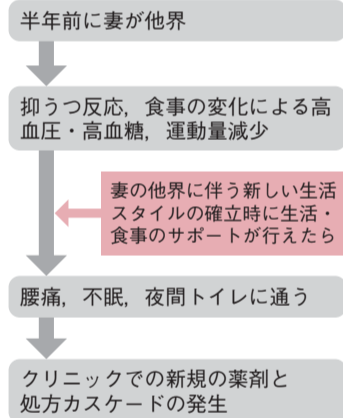 半年前に妻が他界
抑うつ反応，食事の変化による高
血圧・高血糖，運動量減少
妻の他界に伴う新しい生活
スタイルの確立時に生活・
食事のサポートが行えたら
腰痛，不眠，夜間トイレに通う
クリニックでの新規の薬剤と
処方カスケードの発生